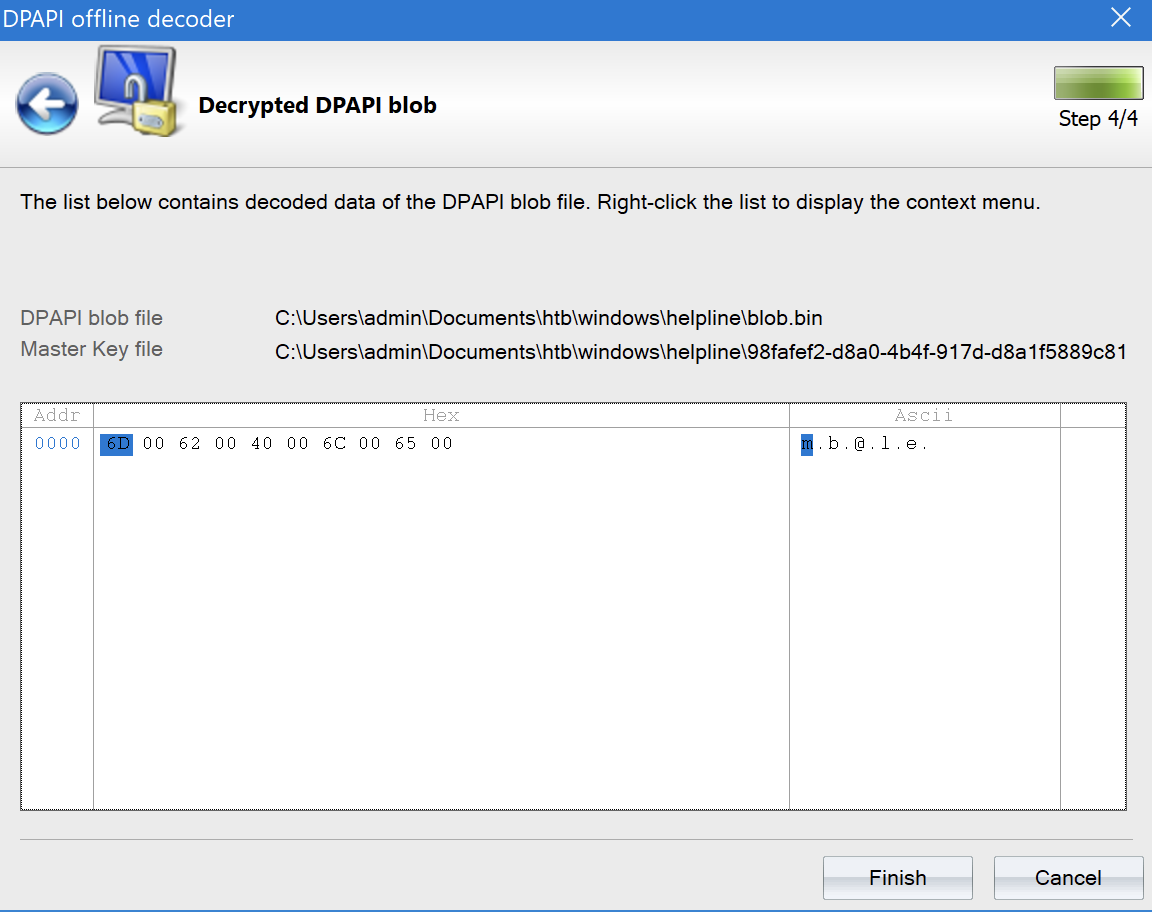 DPAPI offline decoder
Decrypted DPAPI blob
Step 4/4
The list below contains decoded data of the DPAPI blob file. Right-click the list to display the context menu.
DPAPI blob file C:\Users\admin\Documents\htb\windows\helpline\blob.bin
Master Key file C:\Users\admin\Documents\htb\windows\helpline\98fafef2-d8a0-4b4f-917d-d8a1f5889c81
Addr Hex Ascii
0000 6D 00 62 00 40 00 6C 00 65 00 m.b.@.l.e.
Finish Cancel